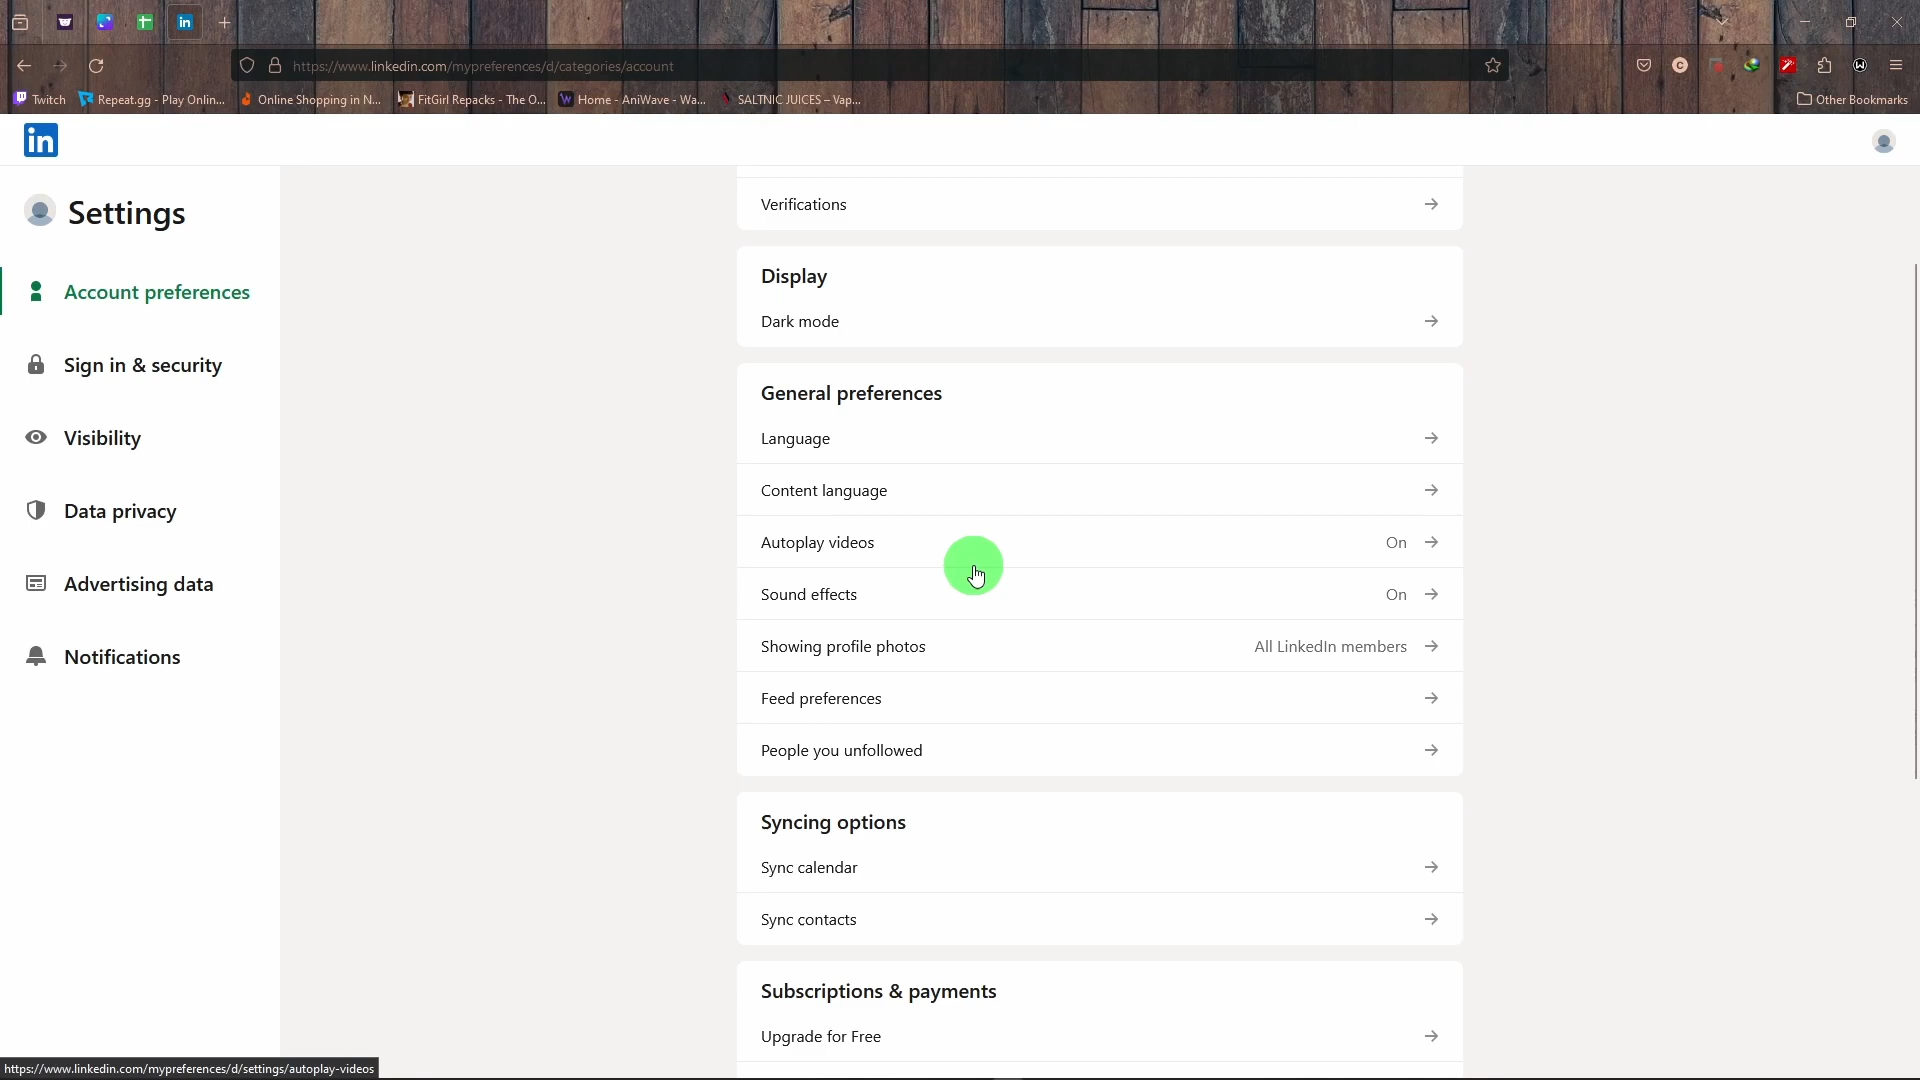 https://www.linkedin.com/mypreferences/d/categories/account
Twitch
Repeat.gg - Play Onlin...
Online Shopping in N...
FitGirl Repacks - The O...
Home - AniWave - Wa...
SALTNIC JUICES – Vap...
Other Bookmarks
in
Settings
Account preferences
Sign in & security
Visibility
Data privacy
Advertising data
Notifications
Verifications
Display
Dark mode
General preferences
Language
Content language
Autoplay videos On
Sound effects On
Showing profile photos All LinkedIn members
Feed preferences
People you unfollowed
Syncing options
Sync calendar
Sync contacts
Subscriptions & payments
Upgrade for Free
https://www.linkedin.com/mypreferences/d/settings/autoplay-videos